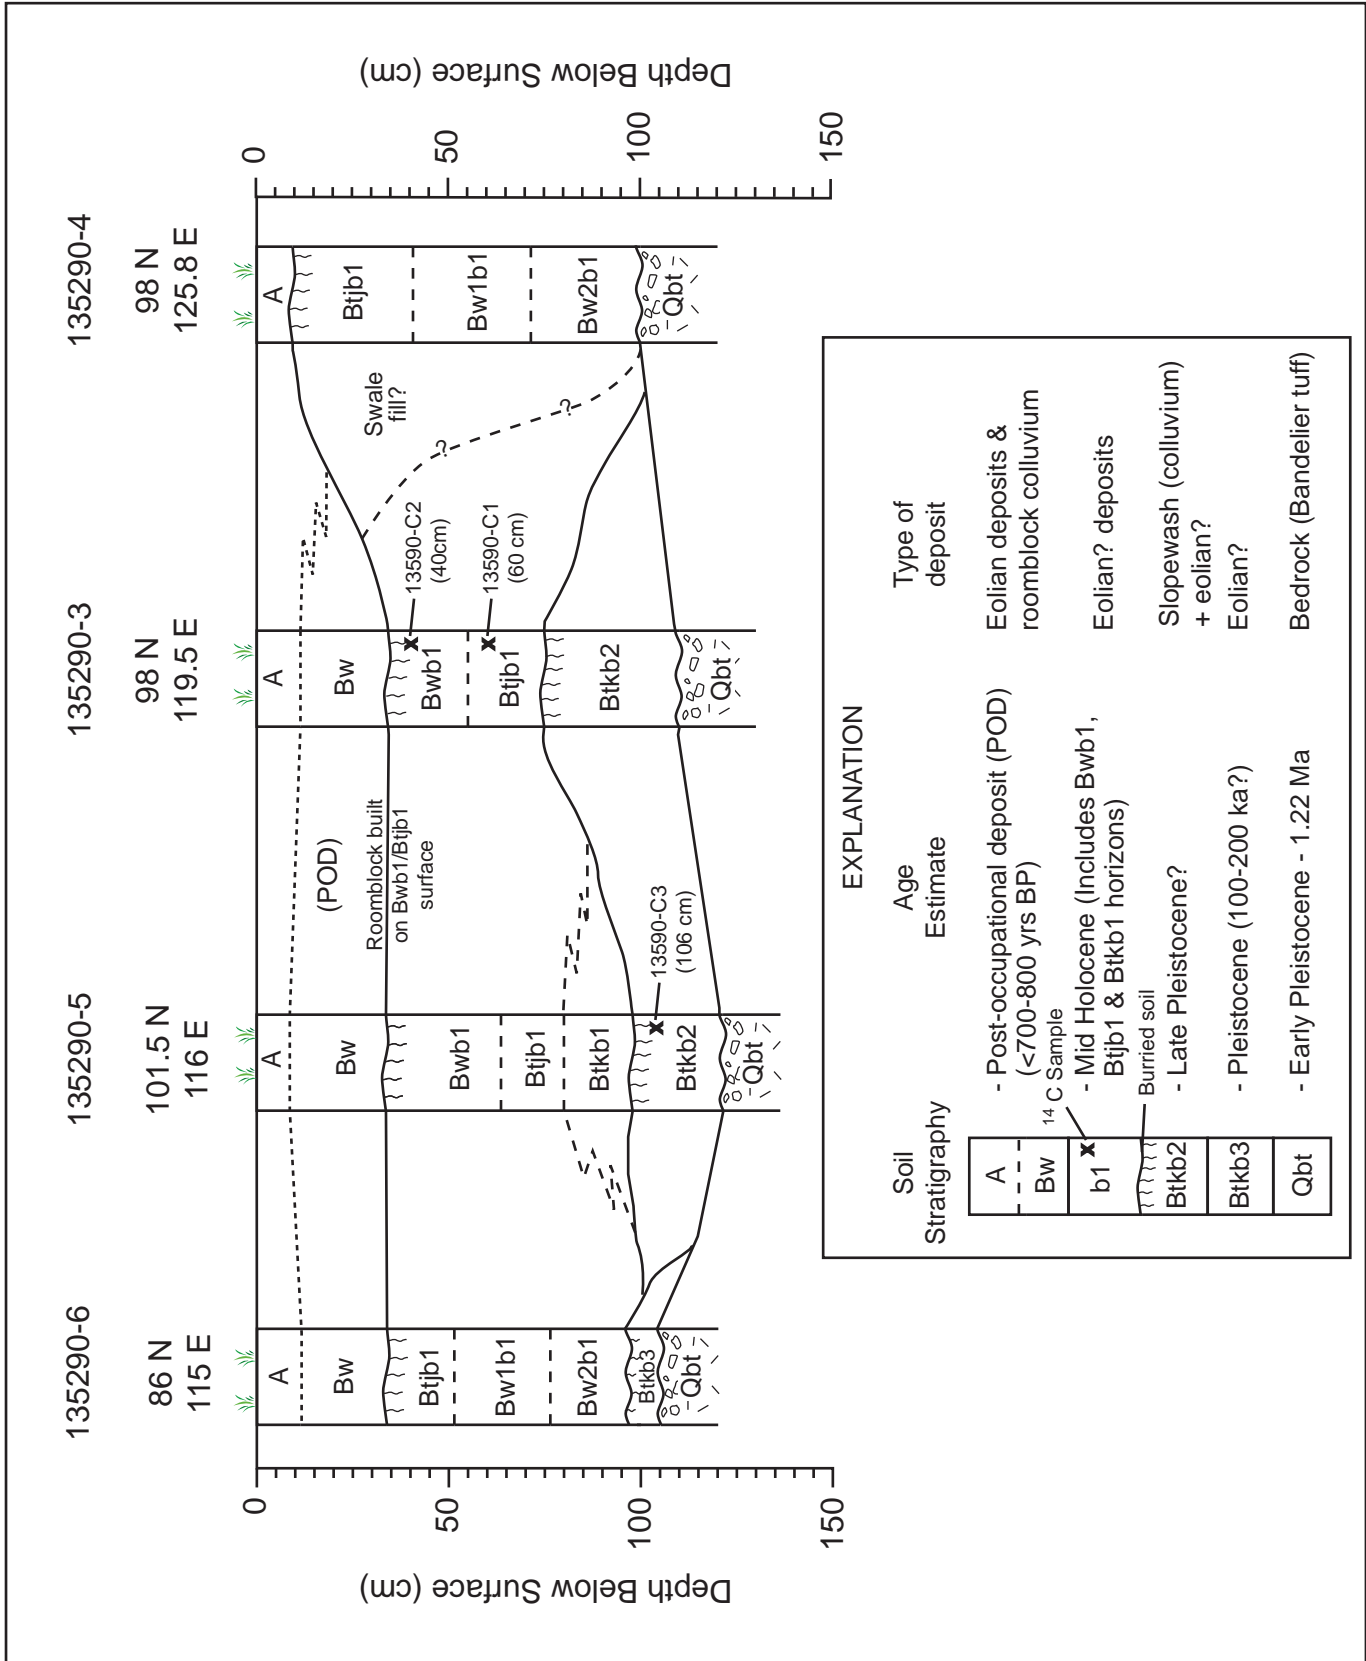 135290-6
86 N
115 E
135290-5
101.5 N
116 E
135290-3
98 N
119.5 E
135290-4
98 N
125.8 E
Depth Below Surface (cm)
0
50
100
150
A
Bw
Btjb1
Bw1b1
Bw2b1
Btkb3
Qbt
A
Bw
Bwb1
Btjb1
Btkb1
Btkb2
Qbt
13590-C3
(106 cm)
(POD)
Roomblock built
on Bwb1/Btjb1
surface
A
Bw
Bwb1
Btjb1
Btkb2
Qbt
13590-C2
(40cm)
13590-C1
(60 cm)
Swale
fill?
?
?
A
Btjb1
Bw1b1
Bw2b1
Qbt
0
50
100
150
Depth Below Surface (cm)
EXPLANATION
Soil
Stratigraphy
Age
Estimate
Type of
deposit
A
Bw
b1
Btkb2
Btkb3
Qbt
- Post-occupational deposit (POD)
(<700-800 yrs BP)
Eolian deposits &
roomblock colluvium
14 C Sample
- Mid Holocene (Includes Bwb1,
Btjb1 & Btkb1 horizons)
Eolian? deposits
Burried soil
- Late Pleistocene?
Slopewash (colluvium)
+ eolian?
- Pleistocene (100-200 ka?)
Eolian?
- Early Pleistocene - 1.22 Ma
Bedrock (Bandelier tuff)